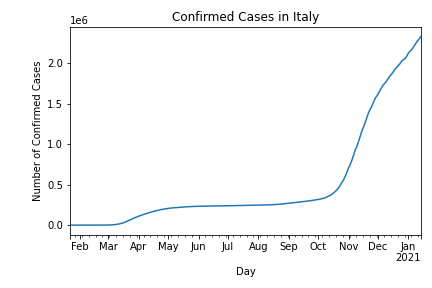 Confirmed Cases in Italy
1e6
Number of Confirmed Cases
2.0
1.5
1.0
0.5
0.0
Feb Mar Apr May Jun Jul Aug Sep Oct Nov Dec Jan
2021
Day